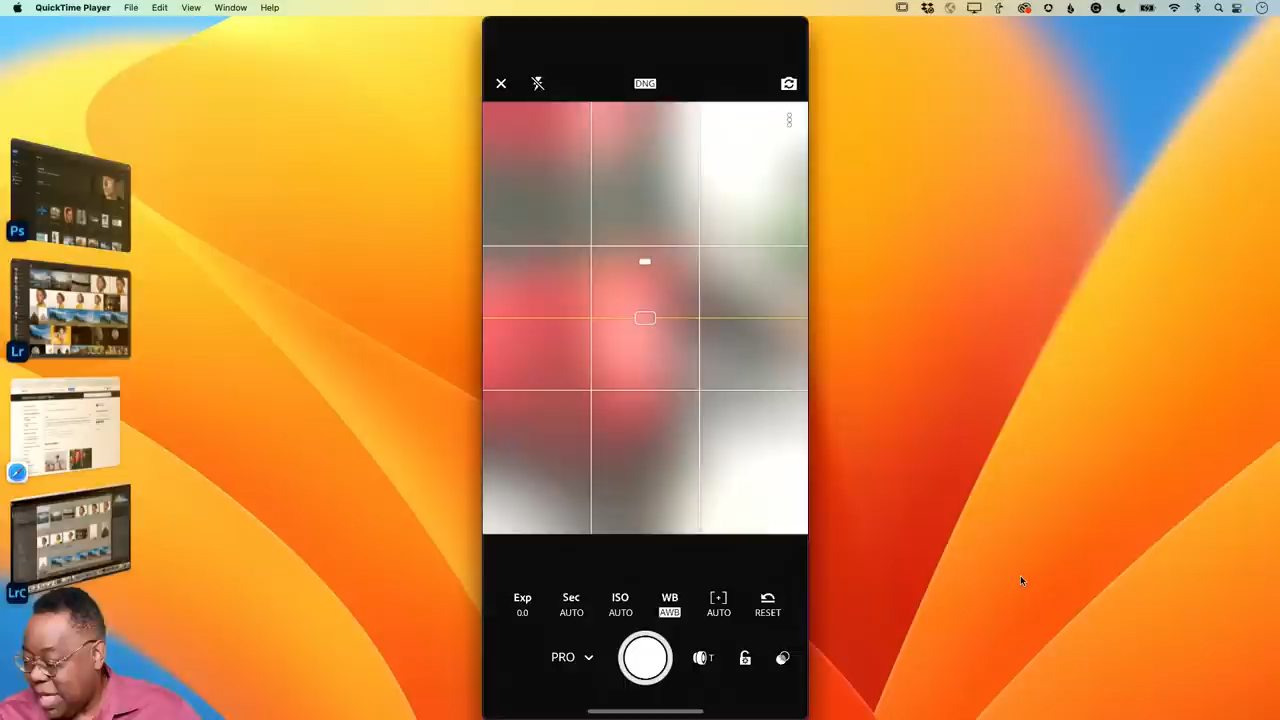 QuickTime Player File Edit View Window Help
DNG
Ps
Lr
LrC
Exp Sec ISO WB [+]
0.0 AUTO AUTO AWB AUTO RESET
PRO T